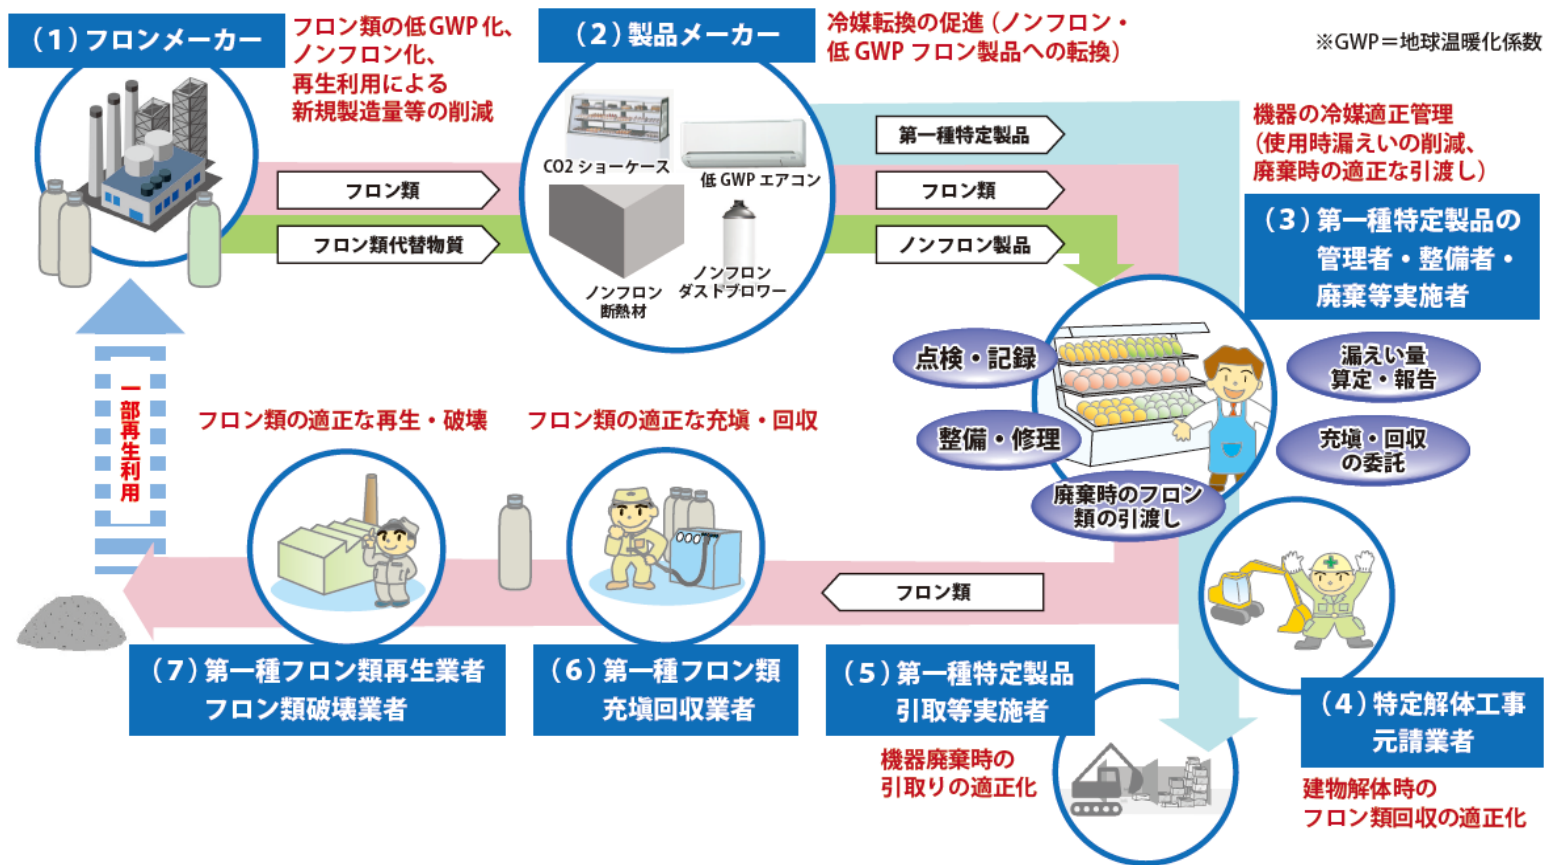 (1)フロンメーカー
フロン類の低GWP化、
ノンフロン化、
再生利用による
新規製造量等の削減
(2)製品メーカー
冷媒転換の促進(ノンフロン・
低GWPフロン製品への転換)
※GWP=地球温暖化係数
CO2ショーケース
低GWPエアコン
ノンフロン
断熱材
ノンフロン
ダストブロワー
フロン類
フロン類代替物質
第一種特定製品
フロン類
ノンフロン製品
機器の冷媒適正管理
(使用時漏えいの削減、
廃棄時の適正な引渡し)
(3)第一種特定製品の
管理者・整備者・
廃棄等実施者
点検・記録
整備・修理
廃棄時のフロン
類の引渡し
漏えい量
算定・報告
充塡・回収
の委託
一部再生利用
フロン類の適正な再生・破壊
フロン類の適正な充塡・回収
フロン類
(7)第一種フロン類再生業者
フロン類破壊業者
(6)第一種フロン類
充塡回収業者
(5)第一種特定製品
引取等実施者
機器廃棄時の
引取りの適正化
(4)特定解体工事
元請業者
建物解体時の
フロン類回収の適正化